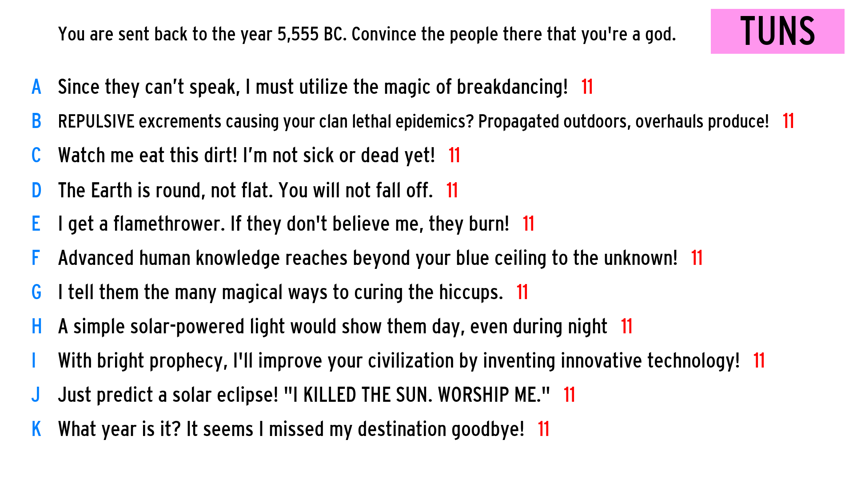 You are sent back to the year 5,555 BC. Convince the people there that you're a god.
TUNS
A Since they can’t speak, I must utilize the magic of breakdancing! 11
B REPULSIVE excrements causing your clan lethal epidemics? Propagated outdoors, overhauls produce! 11
C Watch me eat this dirt! I’m not sick or dead yet! 11
D The Earth is round, not flat. You will not fall off. 11
E I get a flamethrower. If they don't believe me, they burn! 11
F Advanced human knowledge reaches beyond your blue ceiling to the unknown! 11
G I tell them the many magical ways to curing the hiccups. 11
H A simple solar-powered light would show them day, even during night 11
I With bright prophecy, I'll improve your civilization by inventing innovative technology! 11
J Just predict a solar eclipse! "I KILLED THE SUN. WORSHIP ME." 11
K What year is it? It seems I missed my destination goodbye! 11